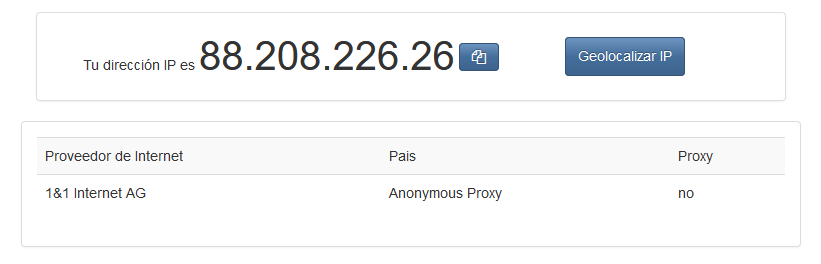 Tu dirección IP es 88.208.226.26 Geolocalizar IP
Proveedor de Internet Pais Proxy
1&1 Internet AG Anonymous Proxy no